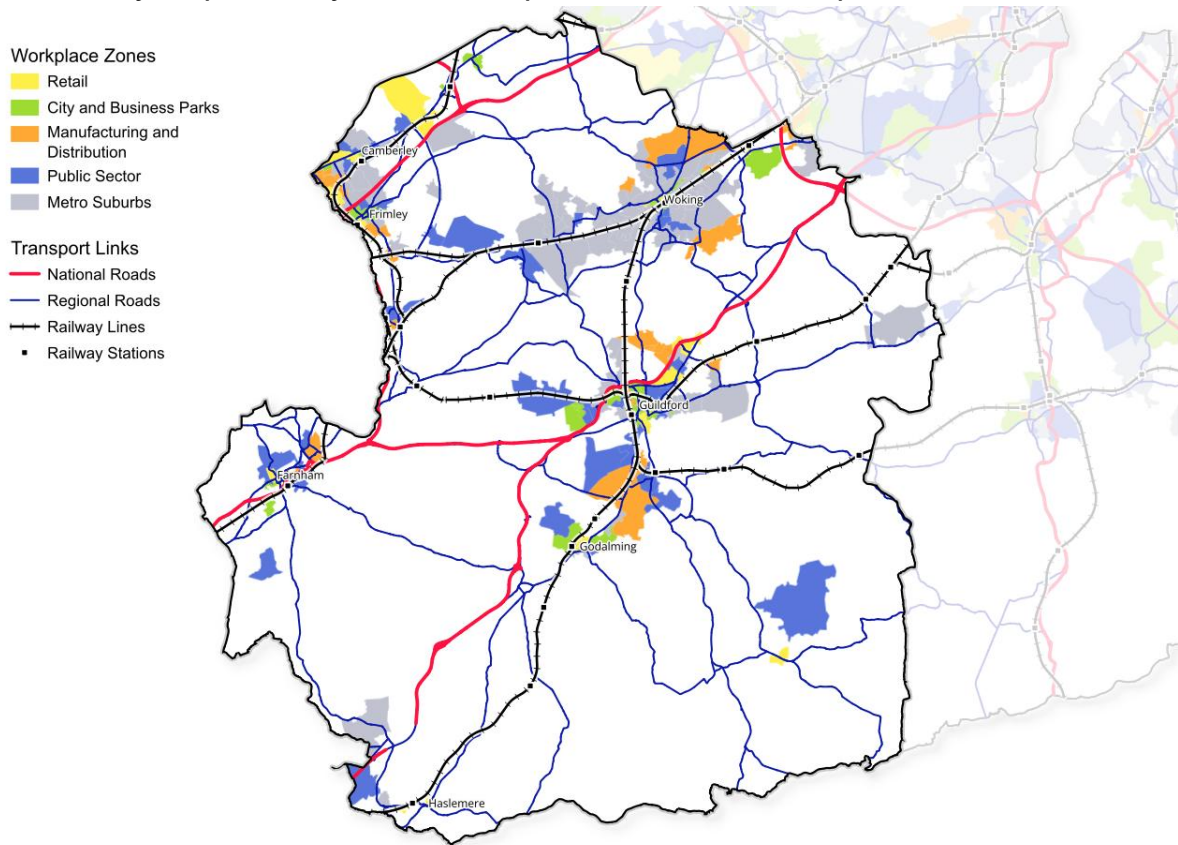 Workplace Zones
Retail
City and Business Parks
Manufacturing and
Distribution
Public Sector
Metro Suburbs
Transport Links
National Roads
Regional Roads
Railway Lines
Railway Stations
Camberley
Frimley
Woking
Guildford
Farnham
Godalming
Haslemere